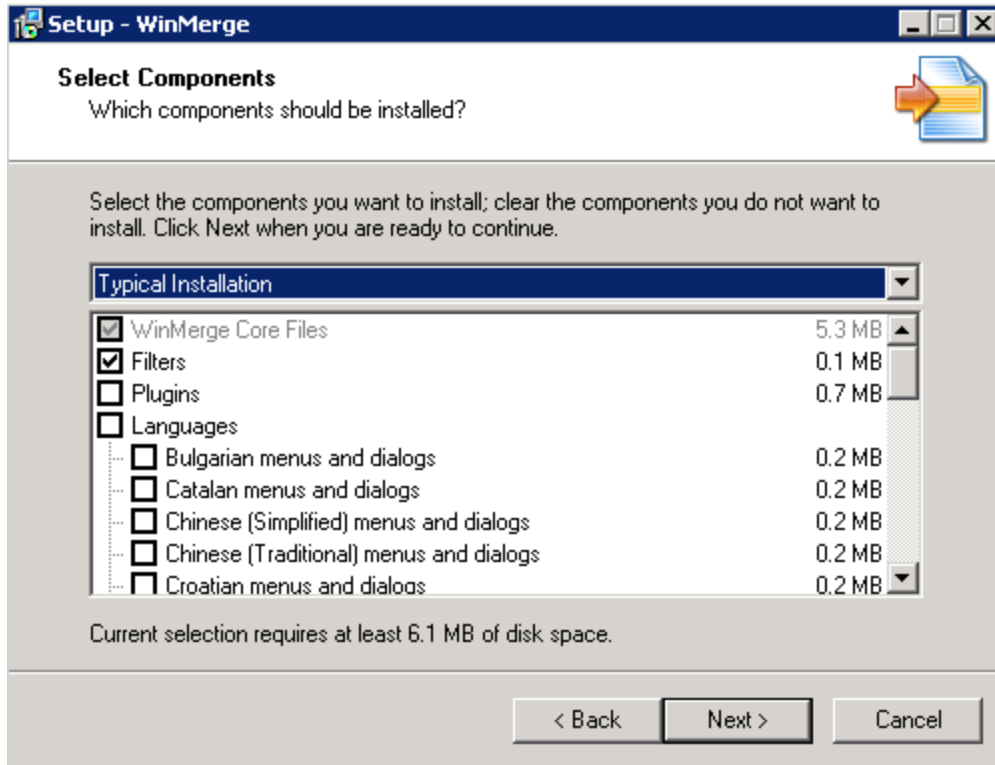 Setup - WinMerge
Select Components
Which components should be installed?
Select the components you want to install; clear the components you do not want to
install. Click Next when you are ready to continue.
Typical Installation
WinMerge Core Files 5.3 MB
Filters 0.1 MB
Plugins 0.7 MB
Languages
Bulgarian menus and dialogs 0.2 MB
Catalan menus and dialogs 0.2 MB
Chinese (Simplified) menus and dialogs 0.2 MB
Chinese (Traditional) menus and dialogs 0.2 MB
Croatian menus and dialogs 0.2 MB
Current selection requires at least 6.1 MB of disk space.
< Back Next > Cancel